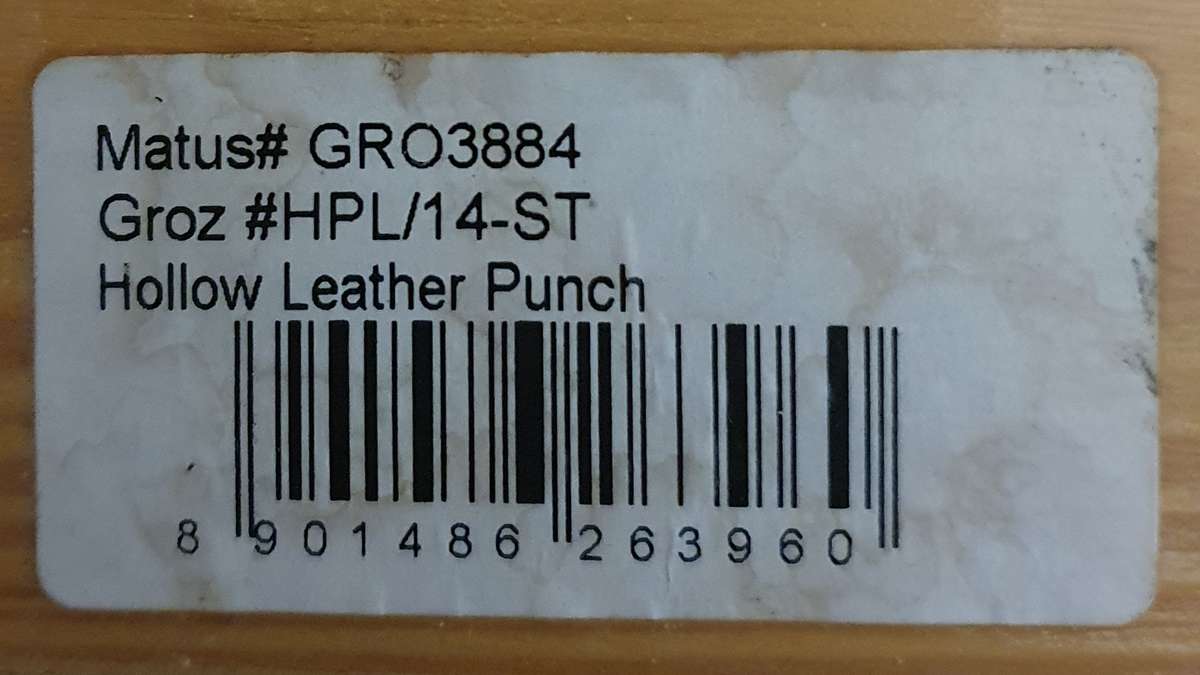 Matus# GRO3884
Groz #HPL/14-ST
Hollow Leather Punch
8 901486 263960